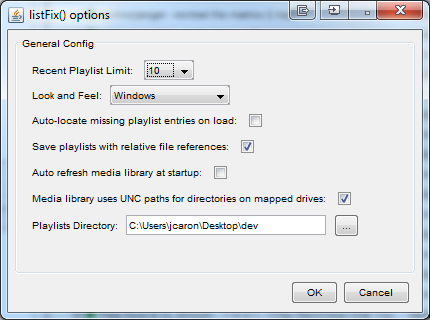 listFix() options
General Config
Recent Playlist Limit: 10
Look and Feel: Windows
Auto-locate missing playlist entries on load:
Save playlists with relative file references:
Auto refresh media library at startup:
Media library uses UNC paths for directories on mapped drives:
Playlists Directory: C:\Users\jcaron\Desktop\dev ...
OK Cancel